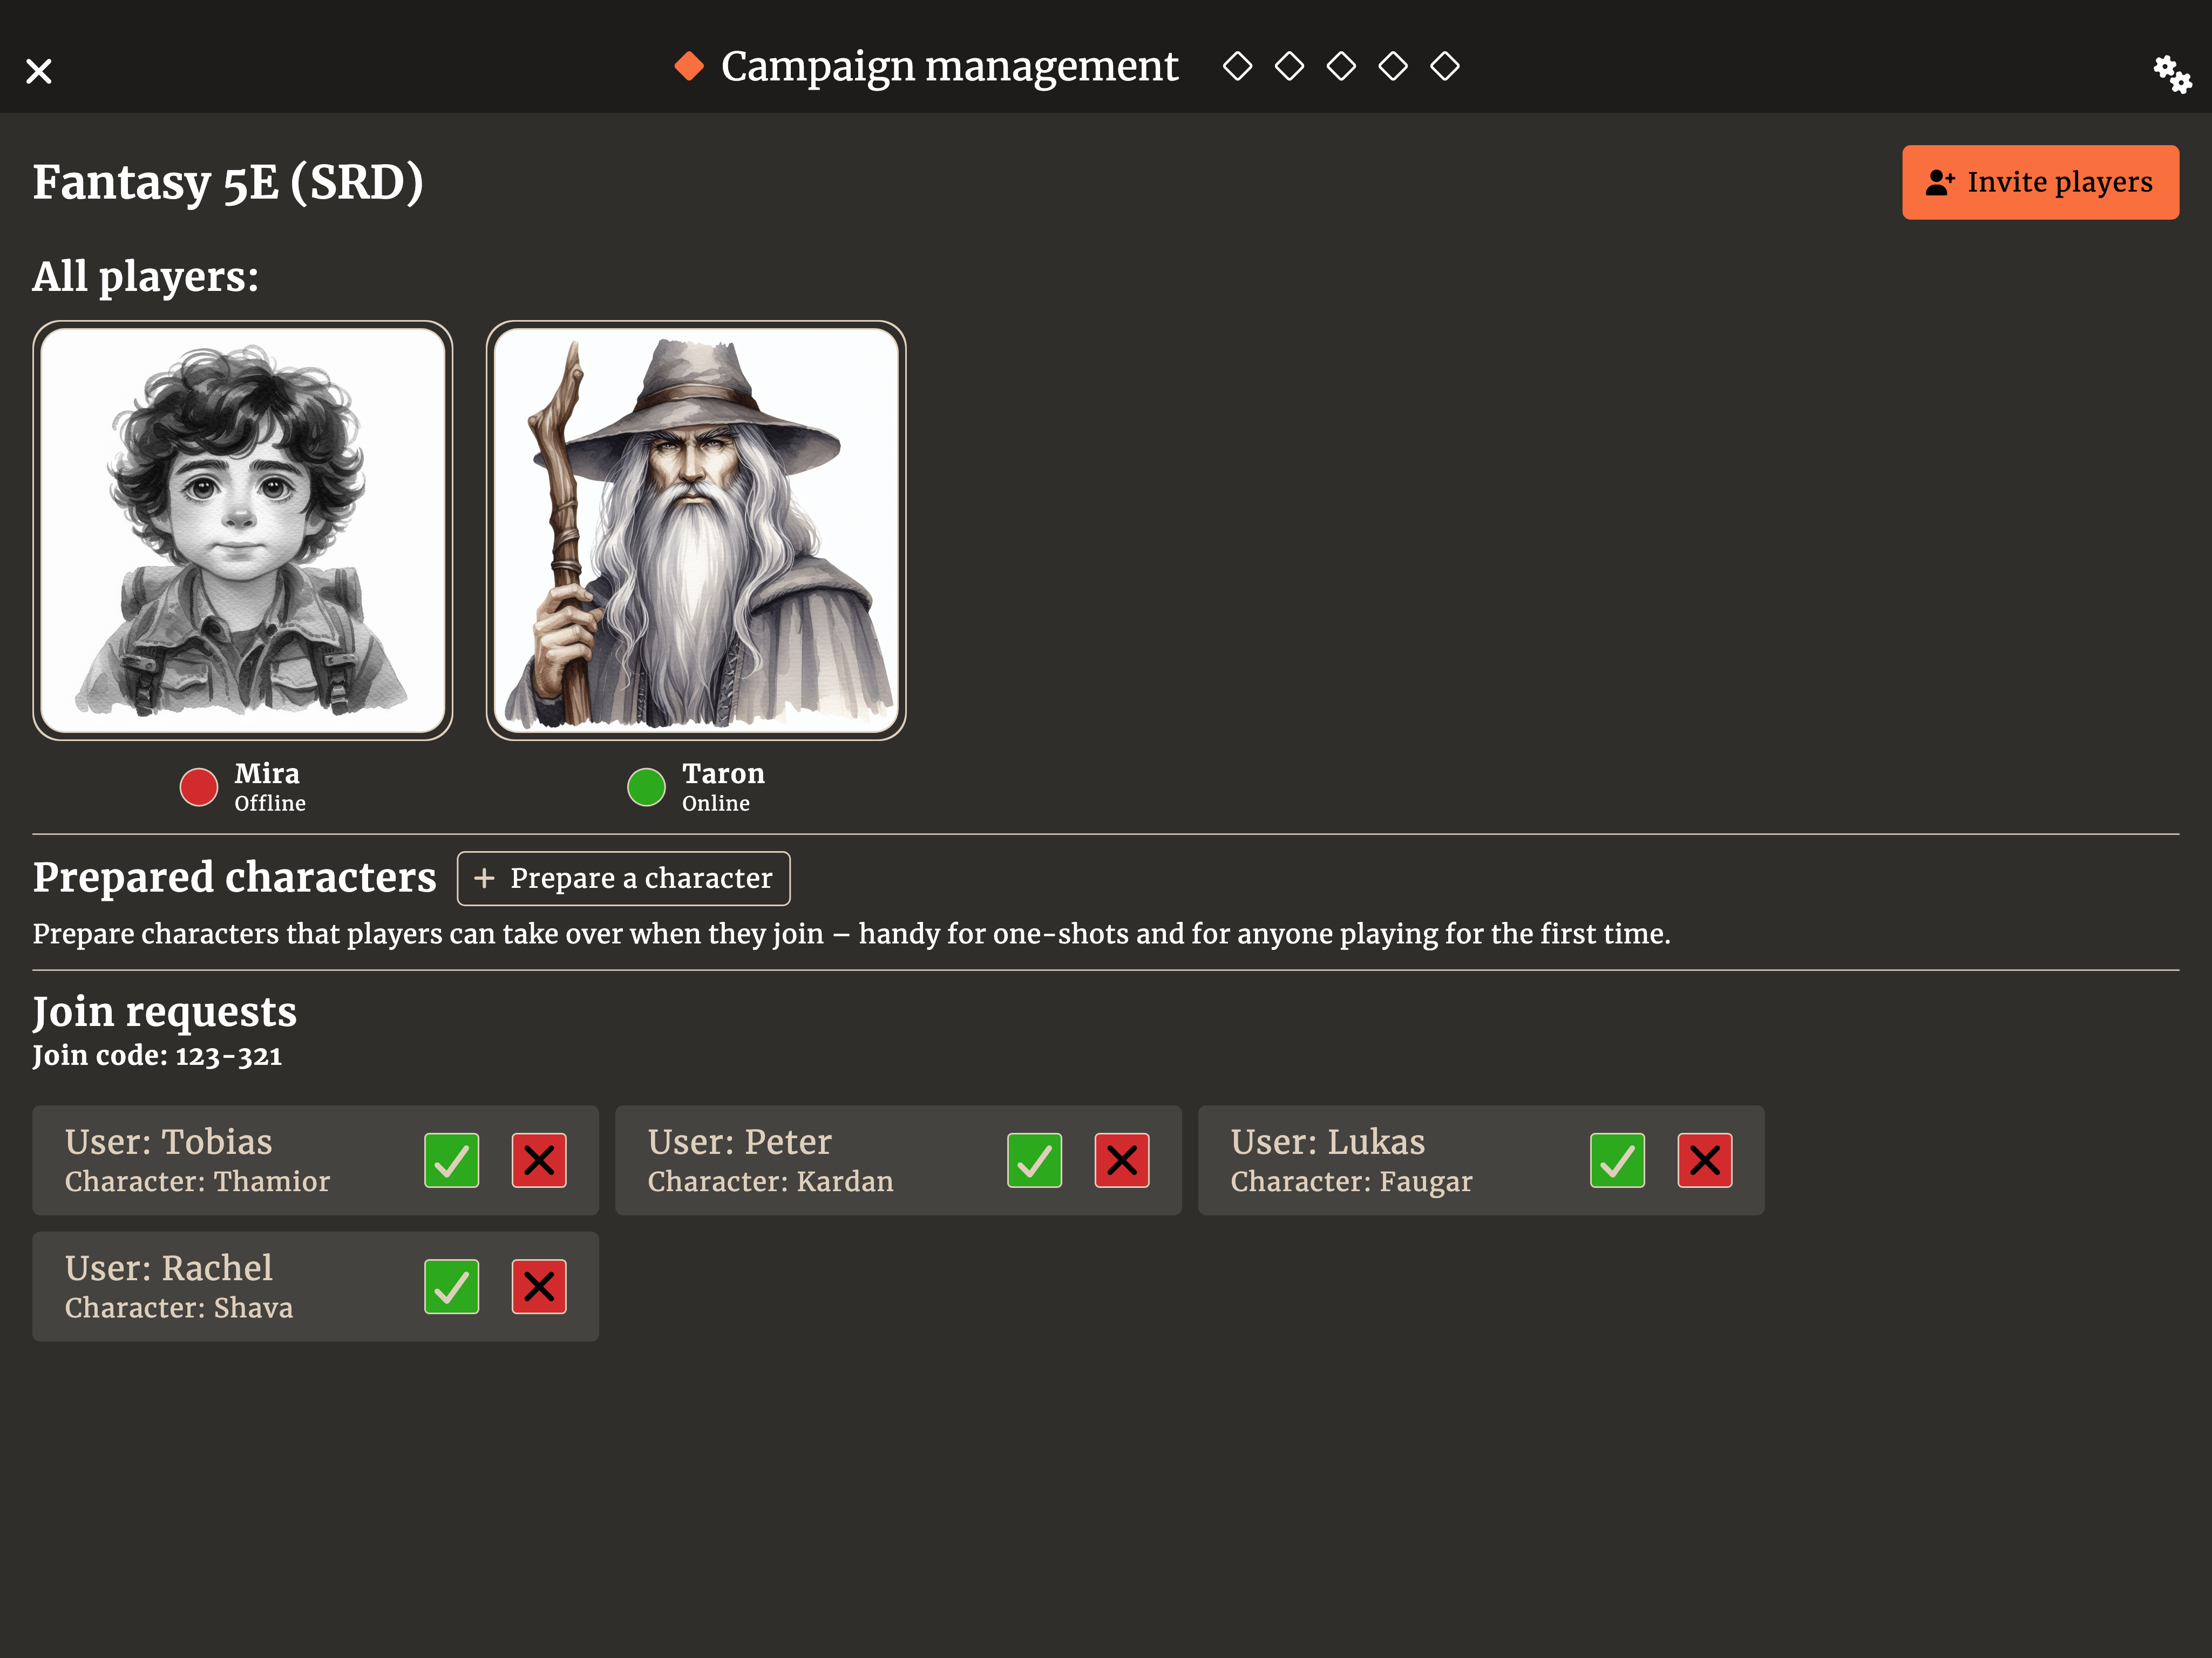 Campaign management
Fantasy 5E (SRD)
Invite players
All players:
Mira
Offline
Taron
Online
Prepared characters
Prepare a character
Prepare characters that players can take over when they join – handy for one-shots and for anyone playing for the first time.
Join requests
Join code: 123-321
User: Tobias
Character: Thamior
User: Peter
Character: Kardan
User: Lukas
Character: Faugar
User: Rachel
Character: Shava